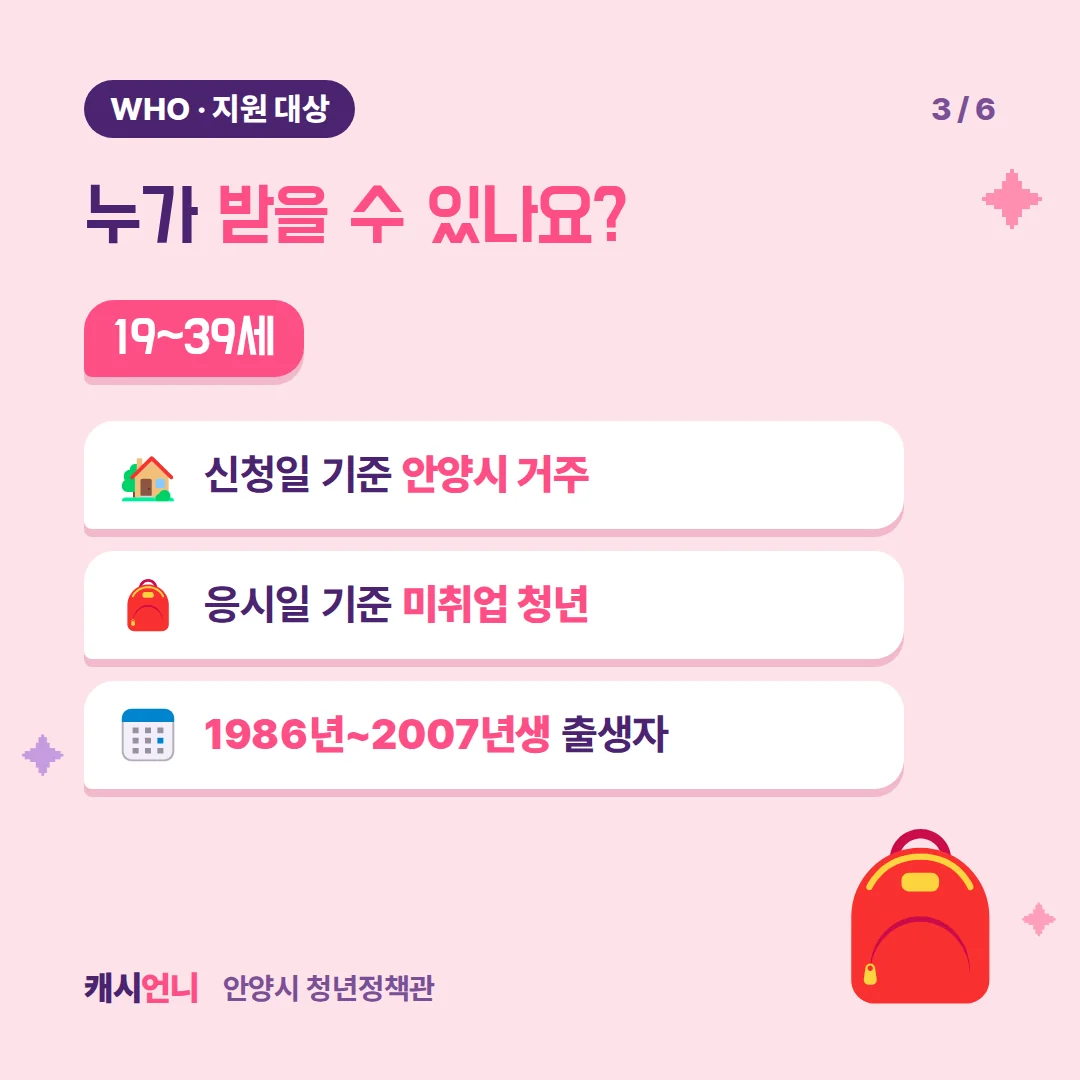 WHO · 지원 대상
3 / 6
누가 받을 수 있나요?
19~39세
신청일 기준 안양시 거주
응시일 기준 미취업 청년
1986년~2007년생 출생자
캐시언니 안양시 청년정책관